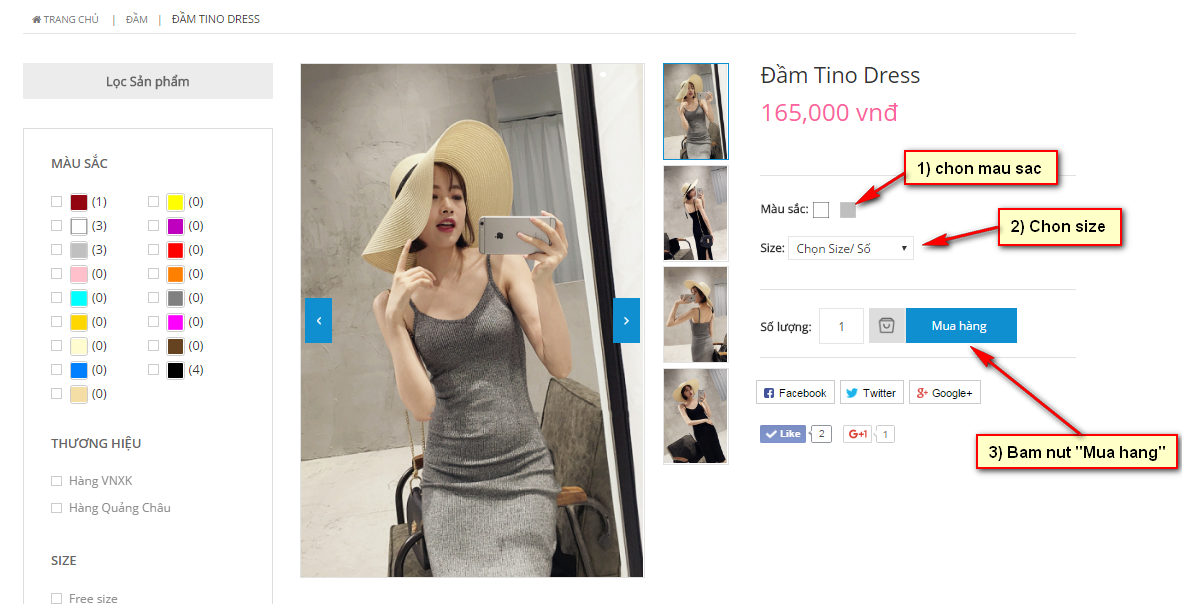 TRANG CHỦ | ĐẦM | ĐẦM TINO DRESS
Lọc Sản phẩm
MÀU SẮC
(1) (0)
(3) (0)
(3) (0)
(0) (0)
(0) (0)
(0) (0)
(0) (0)
(0) (4)
(0)
THƯƠNG HIỆU
Hàng VNXK
Hàng Quảng Châu
SIZE
Free size
Đầm Tino Dress
165,000 vnđ
1) chon mau sac
Màu sắc:
2) Chon size
Size: Chọn Size/ Số
Số lượng: 1 Mua hàng
Facebook Twitter Google+
Like 2 G+1 1
3) Bam nut "Mua hang"